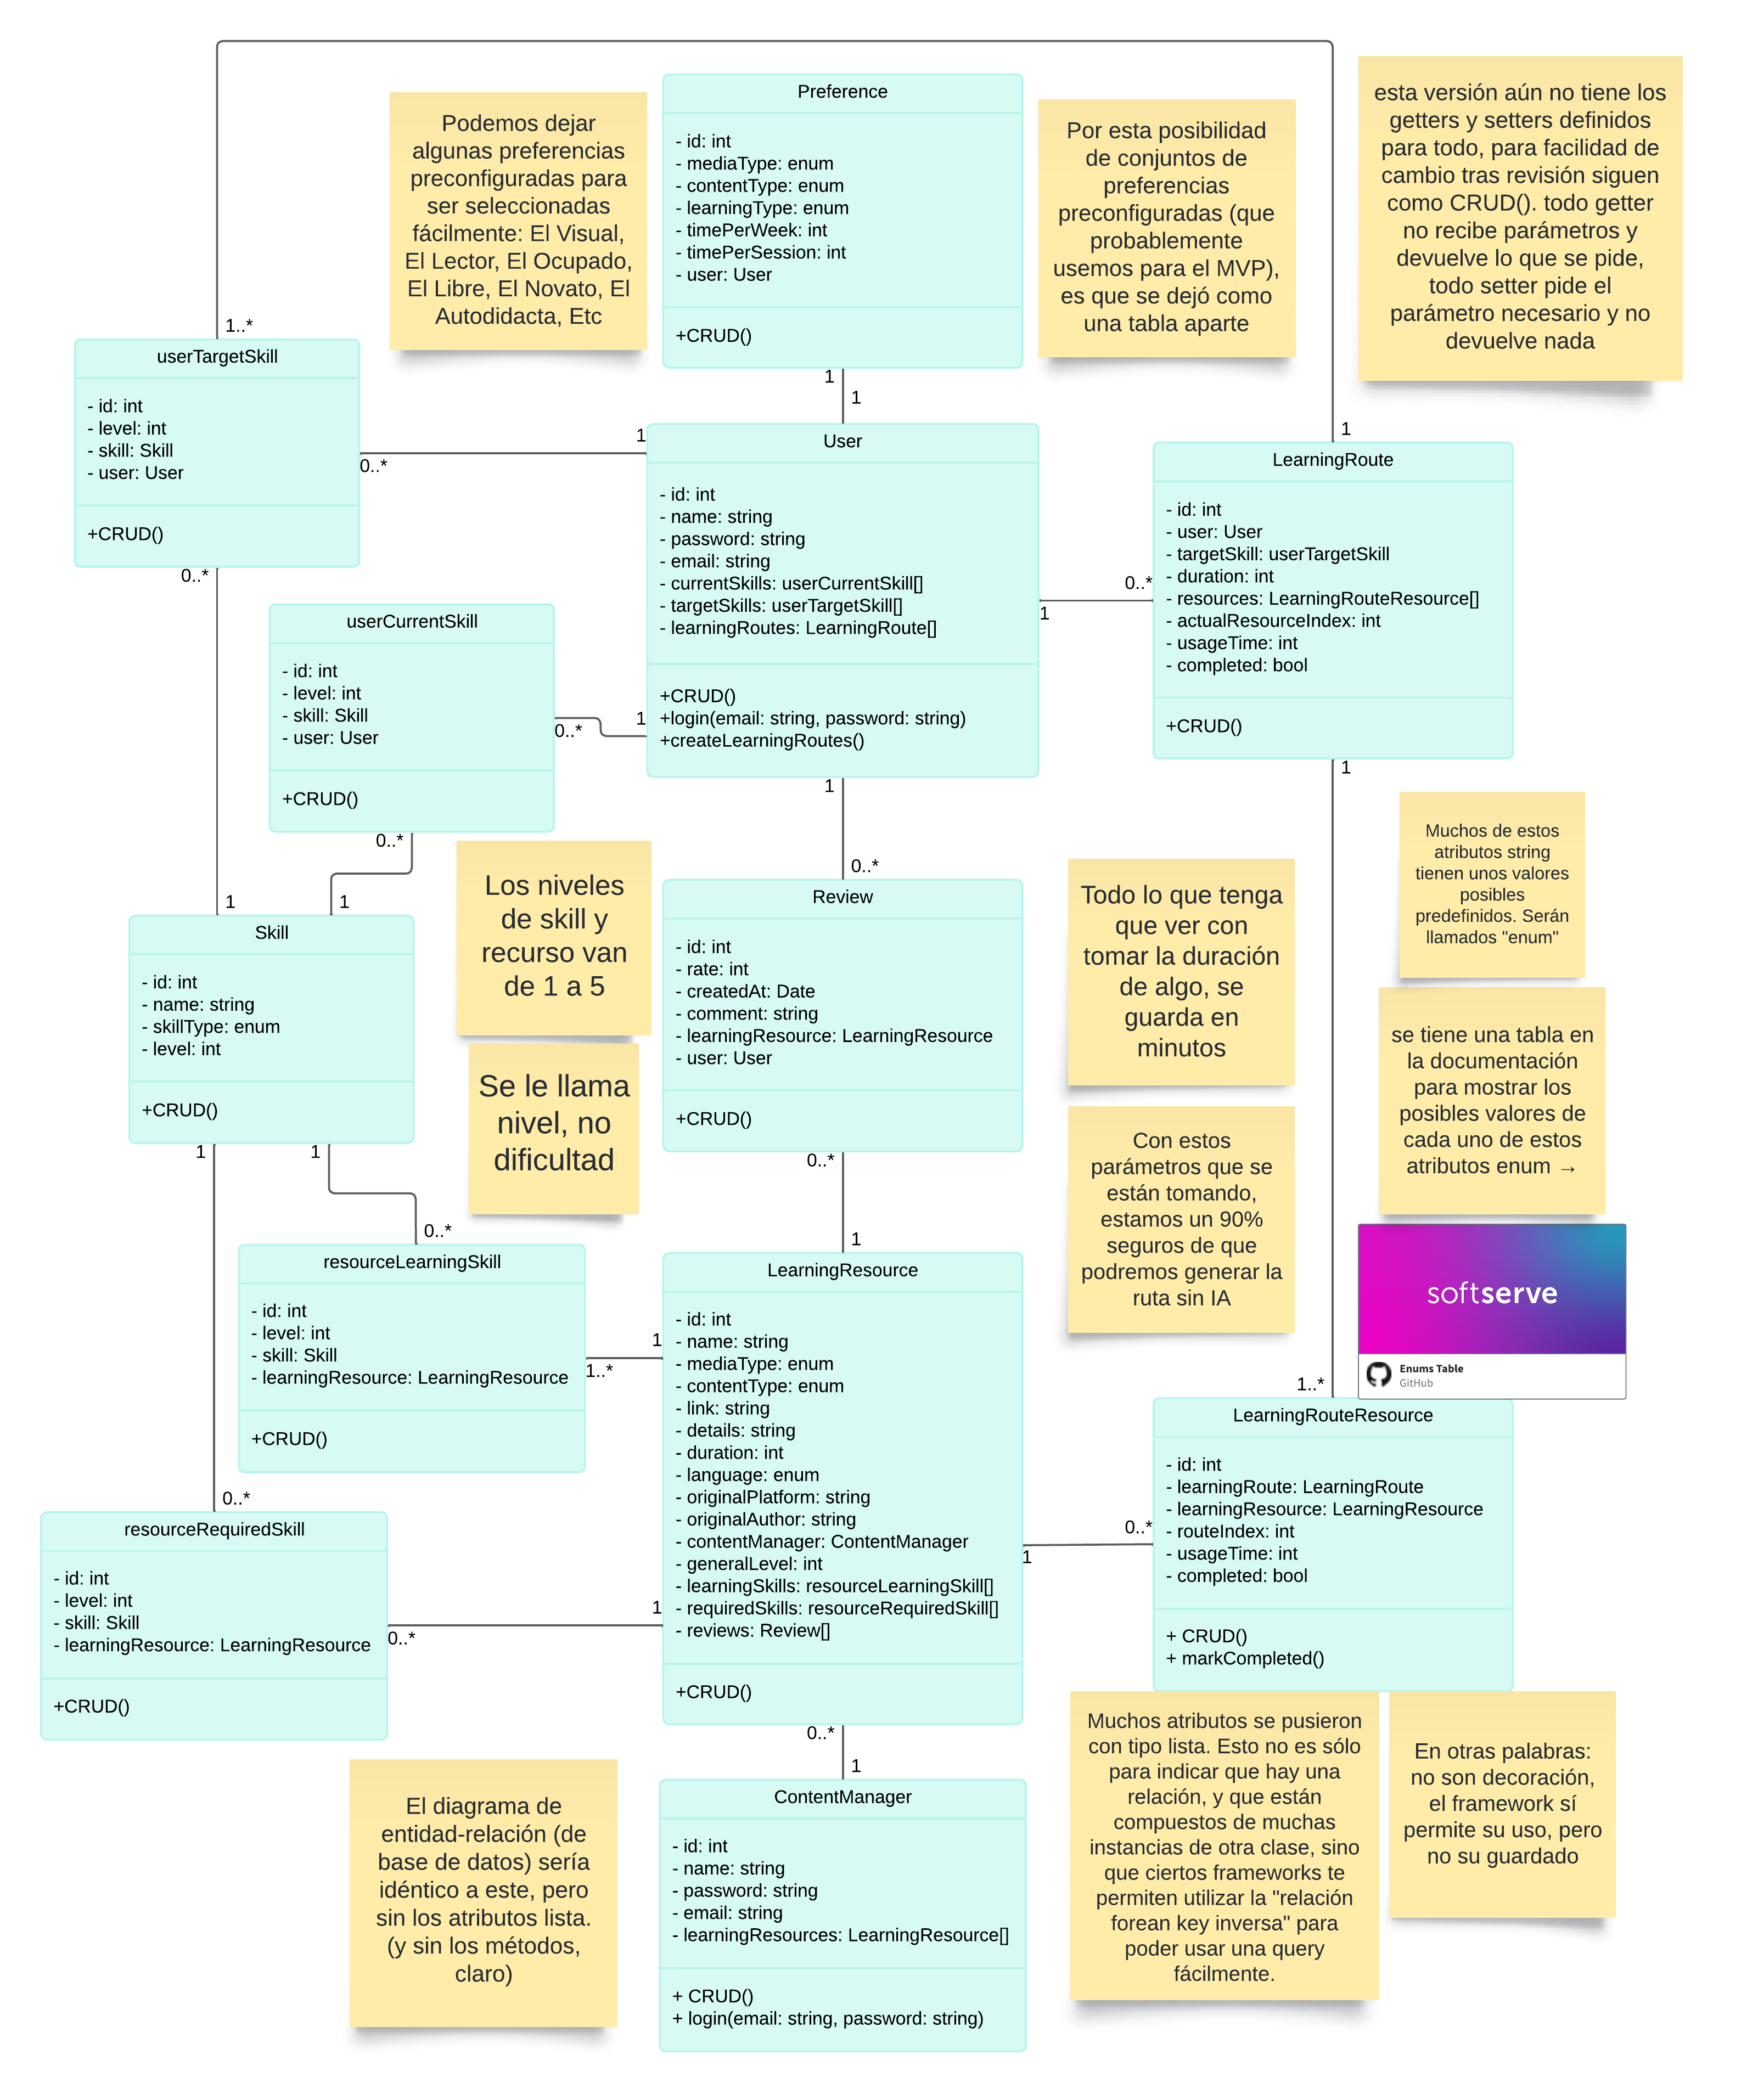 Podemos dejar
algunas preferencias
preconfiguradas para
ser seleccionadas
fácilmente: El Visual,
El Lector, El Ocupado,
El Libre, El Novato, El
Autodidacta, Etc
Preference
- id: int
- mediaType: enum
- contentType: enum
- learningType: enum
- timePerWeek: int
- timePerSession: int
- user: User
+CRUD()
Por esta posibilidad
de conjuntos de
preferencias
preconfiguradas (que
probablemente
usemos para el MVP),
es que se dejó como
una tabla aparte
esta versión aún no tiene los
getters y setters definidos
para todo, para facilidad de
cambio tras revisión siguen
como CRUD(). todo getter
no recibe parámetros y
devuelve lo que se pide,
todo setter pide el
parámetro necesario y no
devuelve nada
1..*
userTargetSkill
- id: int
- level: int
- skill: Skill
- user: User
+CRUD()
1
1
1
0..*
User
- id: int
- name: string
- password: string
- email: string
- currentSkills: userCurrentSkill[]
- targetSkills: userTargetSkill[]
- learningRoutes: LearningRoute[]
+CRUD()
+login(email: string, password: string)
+createLearningRoutes()
1
LearningRoute
- id: int
- user: User
- targetSkill: userTargetSkill
- duration: int
- resources: LearningRouteResource[]
- actualResourceIndex: int
- usageTime: int
- completed: bool
+CRUD()
0..*
1
0..*
userCurrentSkill
- id: int
- level: int
- skill: Skill
- user: User
+CRUD()
1
0..*
0..*
1
1
1
0..*
1
Skill
- id: int
- name: string
- skillType: enum
- level: int
+CRUD()
Los niveles
de skill y
recurso van
de 1 a 5
Se le llama
nivel, no
dificultad
Review
- id: int
- rate: int
- createdAt: Date
- comment: string
- learningResource: LearningResource
- user: User
+CRUD()
Todo lo que tenga
que ver con
tomar la duración
de algo, se
guarda en
minutos
Muchos de estos
atributos string
tienen unos valores
posibles
predefinidos. Serán
llamados "enum"
se tiene una tabla en
la documentación
para mostrar los
posibles valores de
cada uno de estos
atributos enum →
Con estos
parámetros que se
están tomando,
estamos un 90%
seguros de que
podremos generar la
ruta sin IA
softserve
Enums Table
GitHub
1
1
0..*
0..*
1
resourceLearningSkill
- id: int
- level: int
- skill: Skill
- learningResource: LearningResource
+CRUD()
1
1..*
LearningResource
- id: int
- name: string
- mediaType: enum
- contentType: enum
- link: string
- details: string
- duration: int
- language: enum
- originalPlatform: string
- originalAuthor: string
- contentManager: ContentManager
- generalLevel: int
- learningSkills: resourceLearningSkill[]
- requiredSkills: resourceRequiredSkill[]
- reviews: Review[]
+CRUD()
1..*
LearningRouteResource
- id: int
- learningRoute: LearningRoute
- learningResource: LearningResource
- routeIndex: int
- usageTime: int
- completed: bool
+ CRUD()
+ markCompleted()
0..*
1
0..*
resourceRequiredSkill
- id: int
- level: int
- skill: Skill
- learningResource: LearningResource
+CRUD()
1
0..*
0..*
1
El diagrama de
entidad-relación (de
base de datos) sería
idéntico a este, pero
sin los atributos lista.
(y sin los métodos,
claro)
ContentManager
- id: int
- name: string
- password: string
- email: string
- learningResources: LearningResource[]
+ CRUD()
+ login(email: string, password: string)
Muchos atributos se pusieron
con tipo lista. Esto no es sólo
para indicar que hay una
relación, y que están
compuestos de muchas
instancias de otra clase, sino
que ciertos frameworks te
permiten utilizar la "relación
forean key inversa" para
poder usar una query
fácilmente.
En otras palabras:
no son decoración,
el framework sí
permite su uso, pero
no su guardado